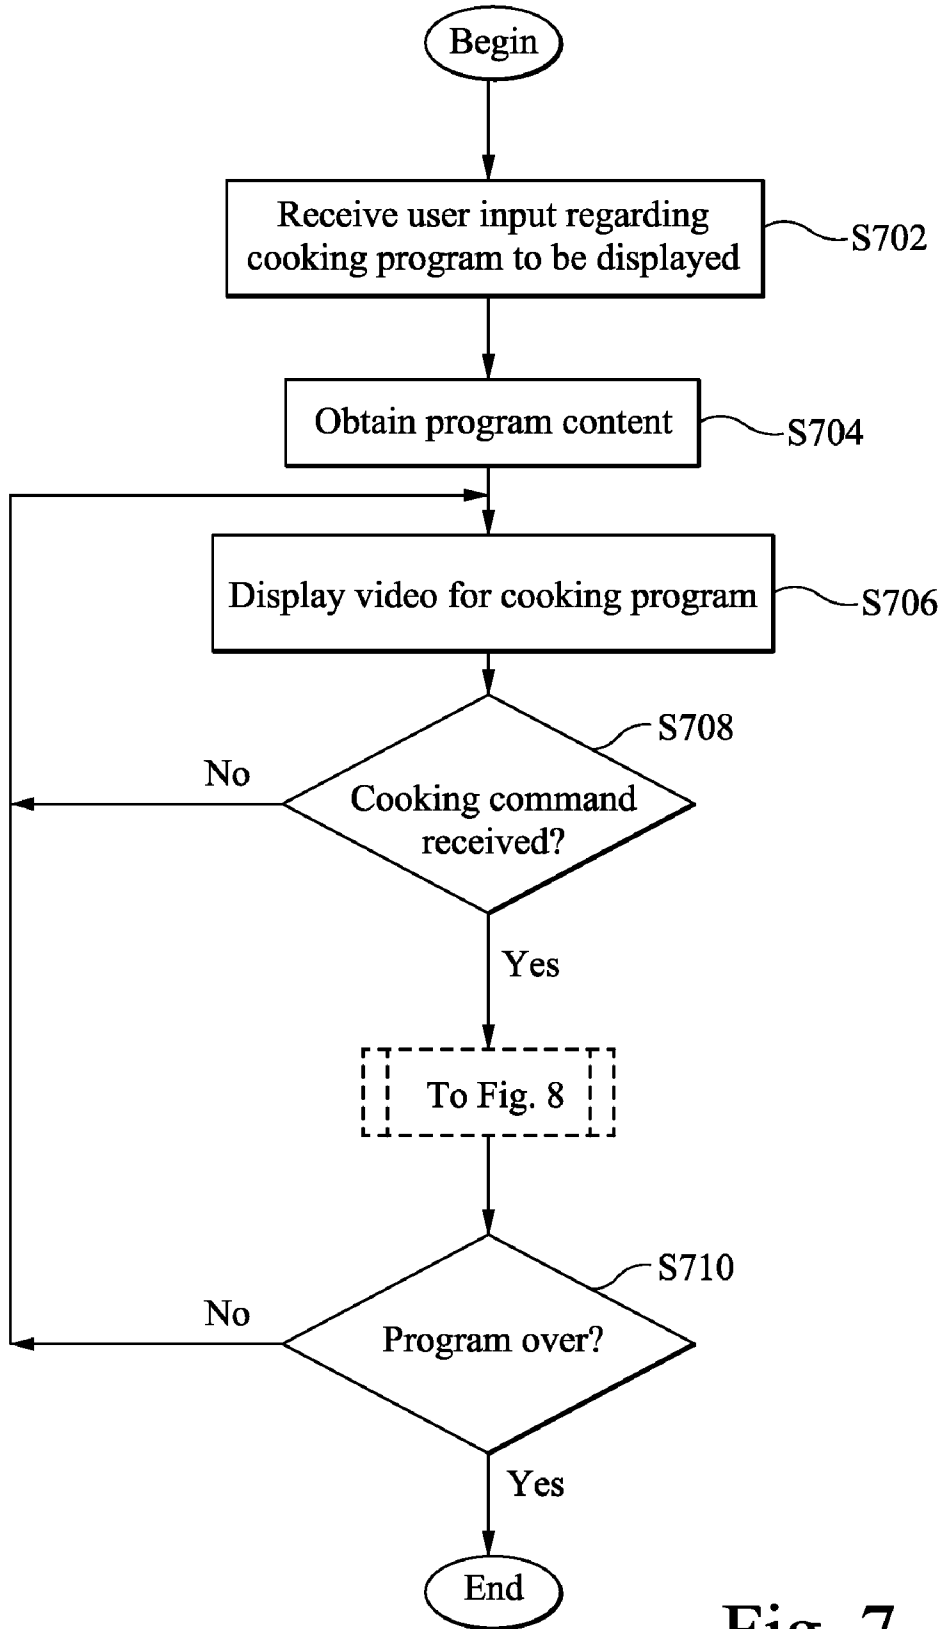 Begin
Receive user input regarding
cooking program to be displayed
S702
Obtain program content
S704
Display video for cooking program
S706
S708
No
Cooking command
received?
Yes
To Fig. 8
S710
No
Program over?
Yes
End
Fig. 7